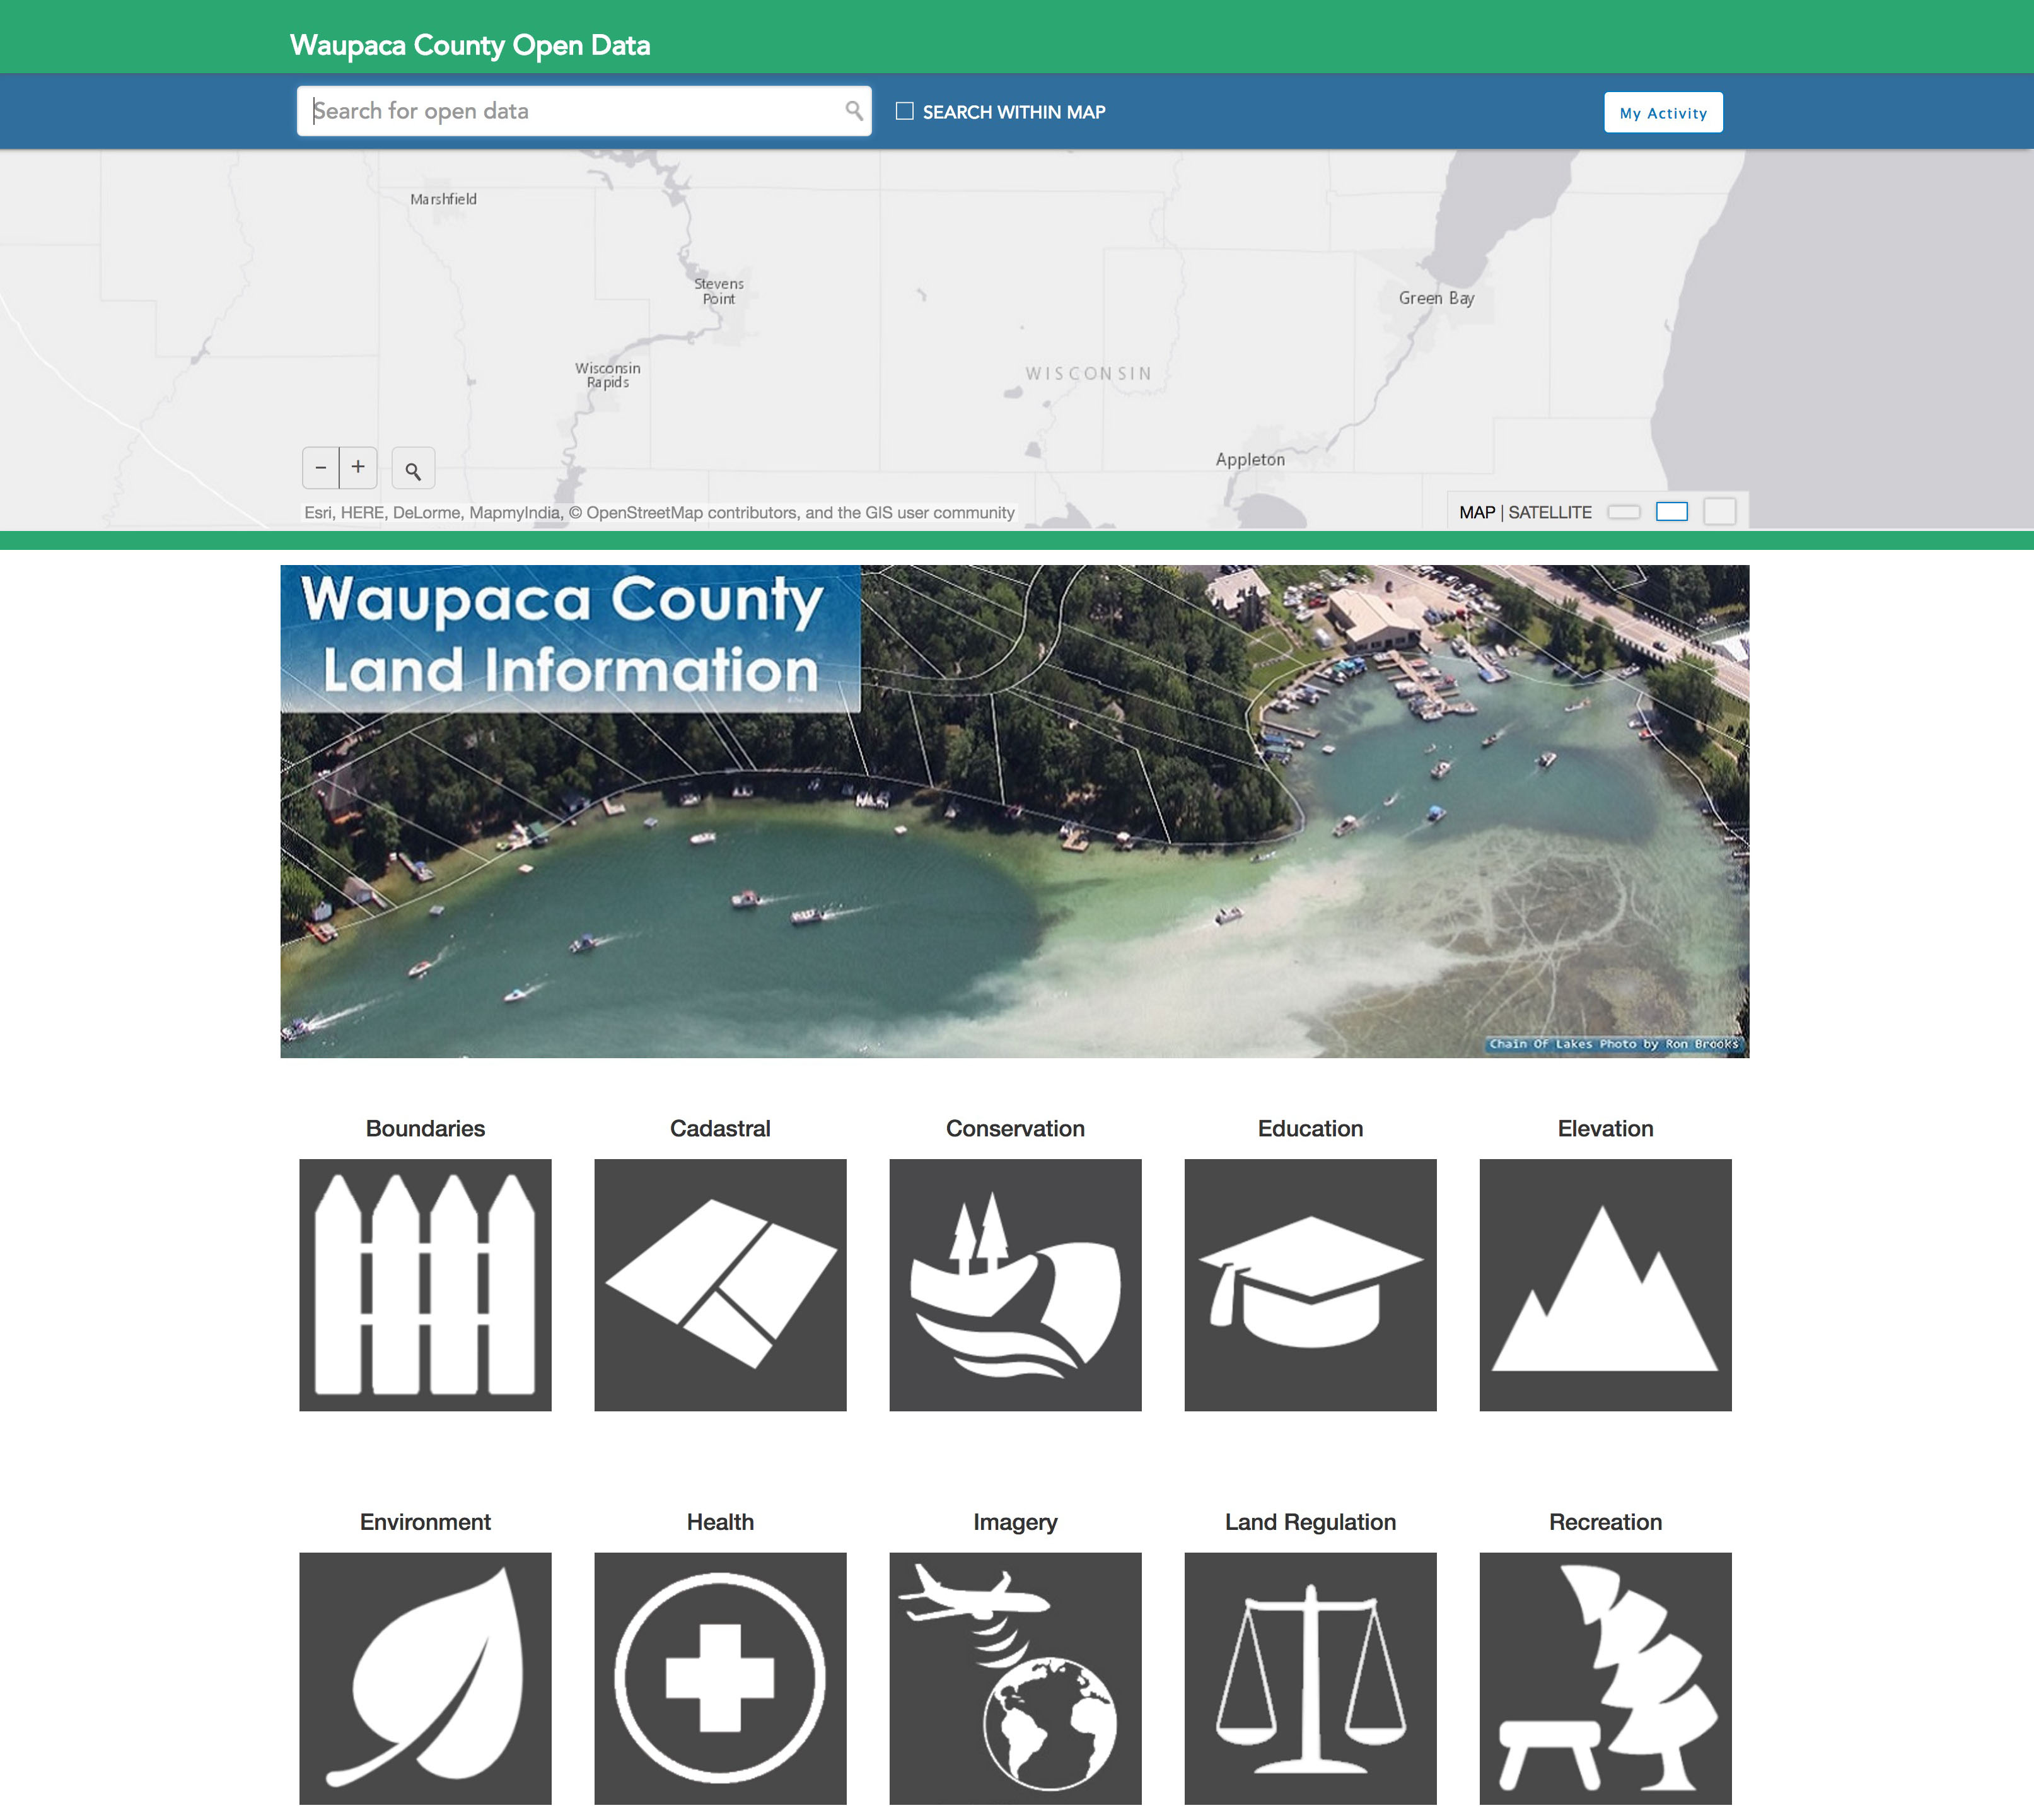 Waupaca County Open Data
Search for open data
SEARCH WITHIN MAP
My Activity
Marshfield
Stevens
Point
Green Bay
Wisconsin
Rapids
WISCONSIN
Appleton
− +
Esri, HERE, DeLorme, MapmyIndia, © OpenStreetMap contributors, and the GIS user community
MAP | SATELLITE
Waupaca County
Land Information
Chain Of Lakes Photo by Ron Brooks
Boundaries
Cadastral
Conservation
Education
Elevation
Environment
Health
Imagery
Land Regulation
Recreation